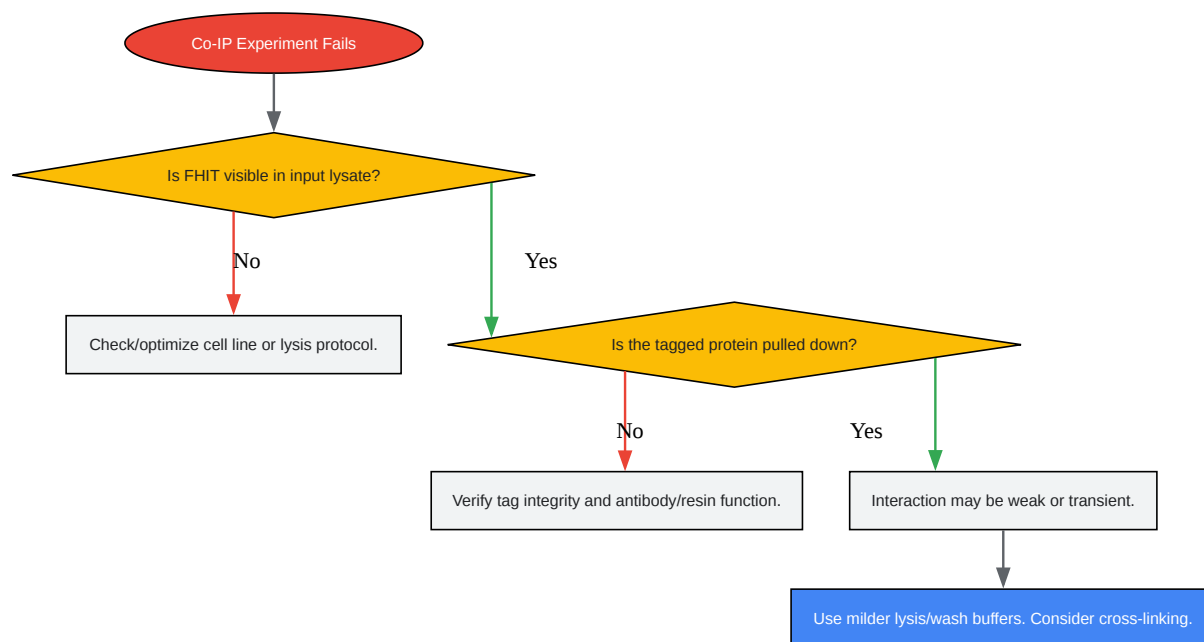 Co-IP Experiment Fails
Is FHIT visible in input lysate?
No
Yes
Check/optimize cell line or lysis protocol.
Is the tagged protein pulled down?
No
Yes
Verify tag integrity and antibody/resin function.
Interaction may be weak or transient.
Use milder lysis/wash buffers. Consider cross-linking.